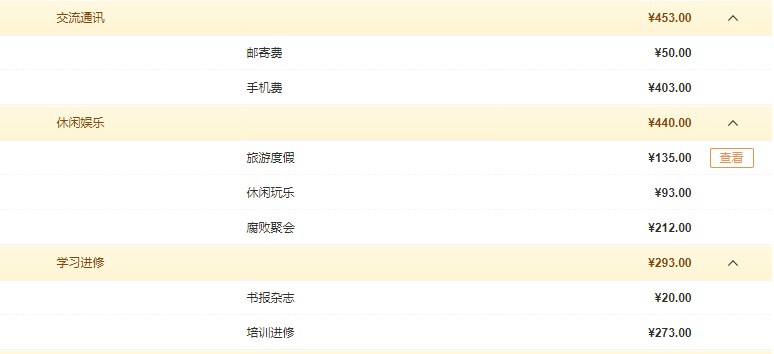 交流通讯 ¥453.00
邮寄费 ¥50.00
手机费 ¥403.00
休闲娱乐 ¥440.00
旅游度假 ¥135.00 查看
休闲玩乐 ¥93.00
腐败聚会 ¥212.00
学习进修 ¥293.00
书报杂志 ¥20.00
培训进修 ¥273.00